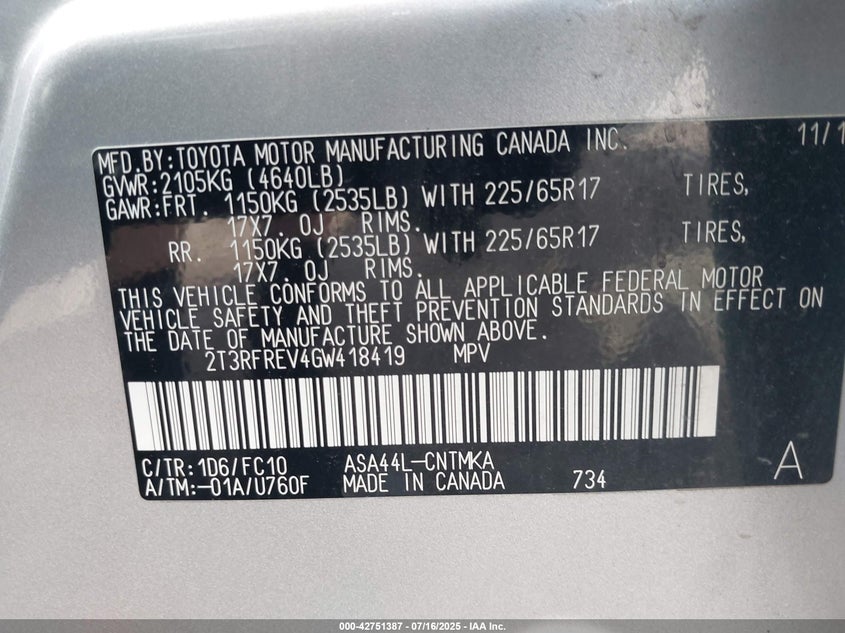 MFD.BY:TOYOTA MOTOR MANUFACTURING CANADA INC. 11/1
GVWR:2105KG (4640LB)
GAWR:FRT. 1150KG (2535LB) WITH 225/65R17 TIRES,
17X7. 0J RIMS.
RR. 1150KG (2535LB) WITH 225/65R17 TIRES,
17X7. 0J RIMS.
THIS VEHICLE CONFORMS TO ALL APPLICABLE FEDERAL MOTOR
VEHICLE SAFETY AND THEFT PREVENTION STANDARDS IN EFFECT ON
THE DATE OF MANUFACTURE SHOWN ABOVE.
2T3RFREV4GW418419 MPV
C/TR:1D6/FC10 ASA44L-CNTMKA
A/TM:-01A/U760F MADE IN CANADA 734 A
000-42751387 - 07/16/2025 - IAA Inc.